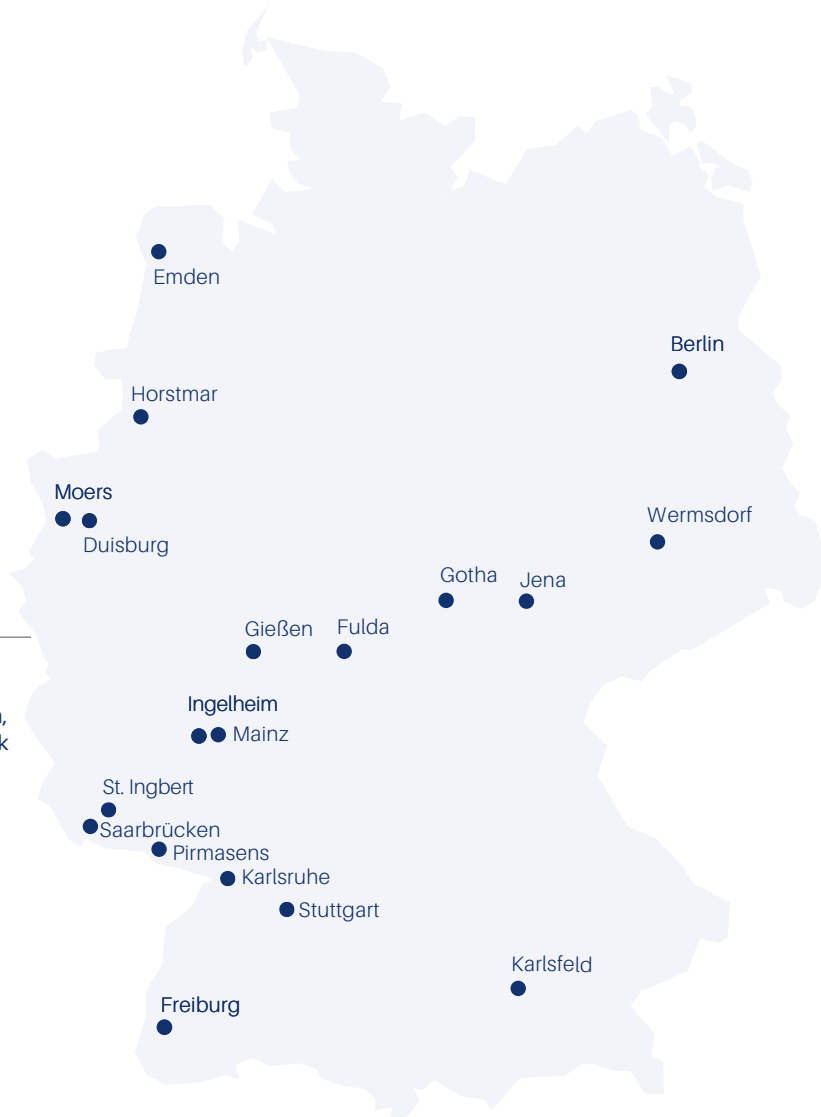 Emden
Berlin
Horstmar
Moers
Wermsdorf
Duisburg
Gotha
Jena
Gießen
Fulda
Ingelheim
Mainz
St. Ingbert
Saarbrücken
Pirmasens
Karlsruhe
Stuttgart
Karlsfeld
Freiburg